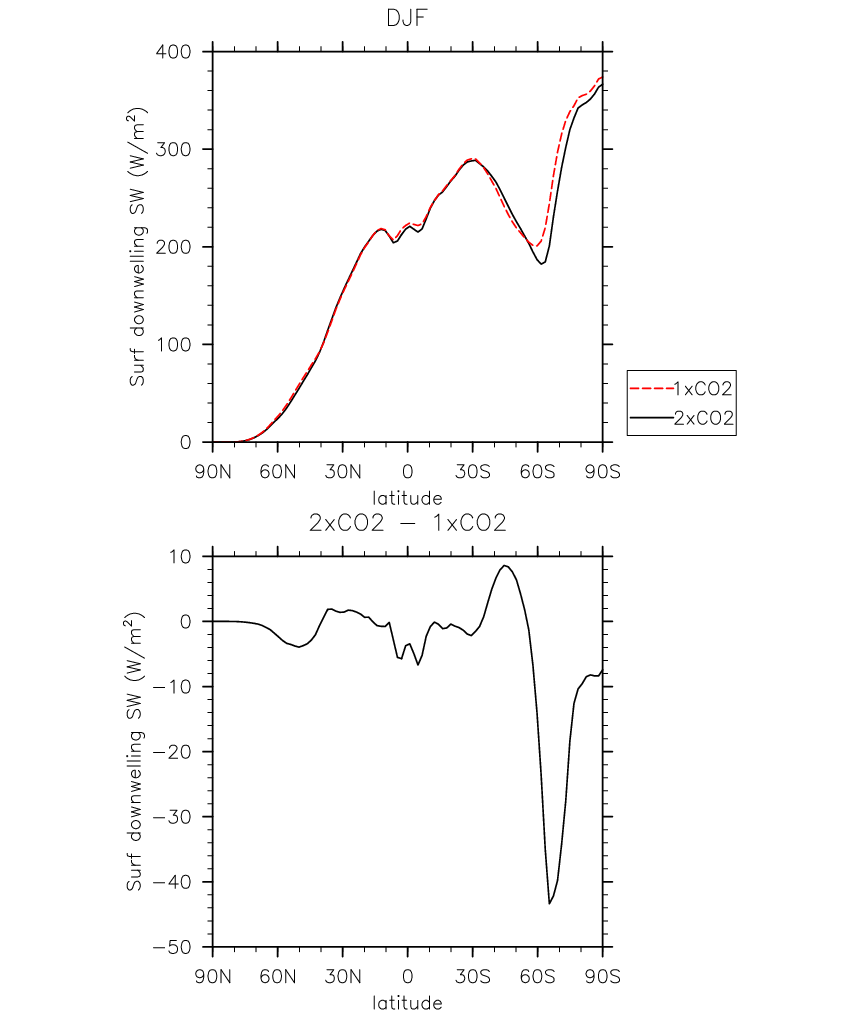 DJF
400
300
200
100
0
Surf downwelling SW (W/m²)
90N 60N 30N 0 30S 60S 90S
latitude
1xCO2
2xCO2
2xCO2 − 1xCO2
10
0
−10
−20
−30
−40
−50
Surf downwelling SW (W/m²)
90N 60N 30N 0 30S 60S 90S
latitude